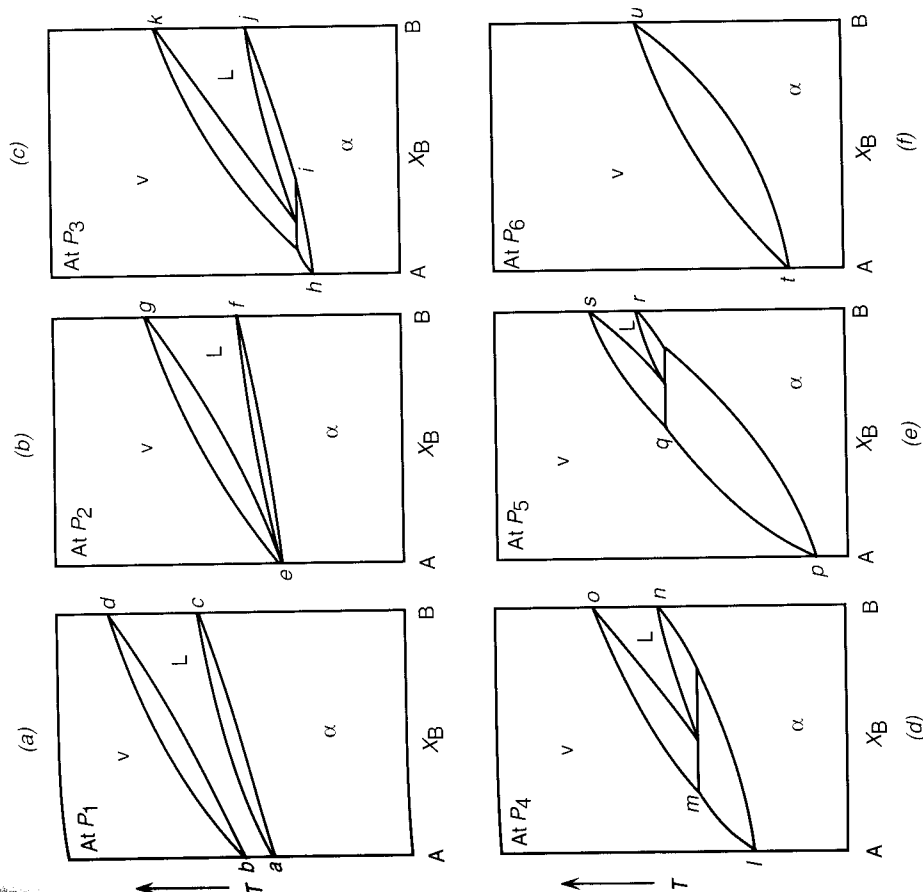 (a)
At P1
v
d
L
c
b
a
α
A
XB
B
T
(b)
At P2
v
g
L
f
e
α
A
XB
B
(c)
At P3
v
k
L
j
i
h
α
A
XB
B
At P4
v
o
L
n
m
l
α
A
XB
B
T
(d)
At P5
v
s
L
r
q
p
α
A
XB
B
(e)
At P6
v
u
t
α
A
XB
B
(f)